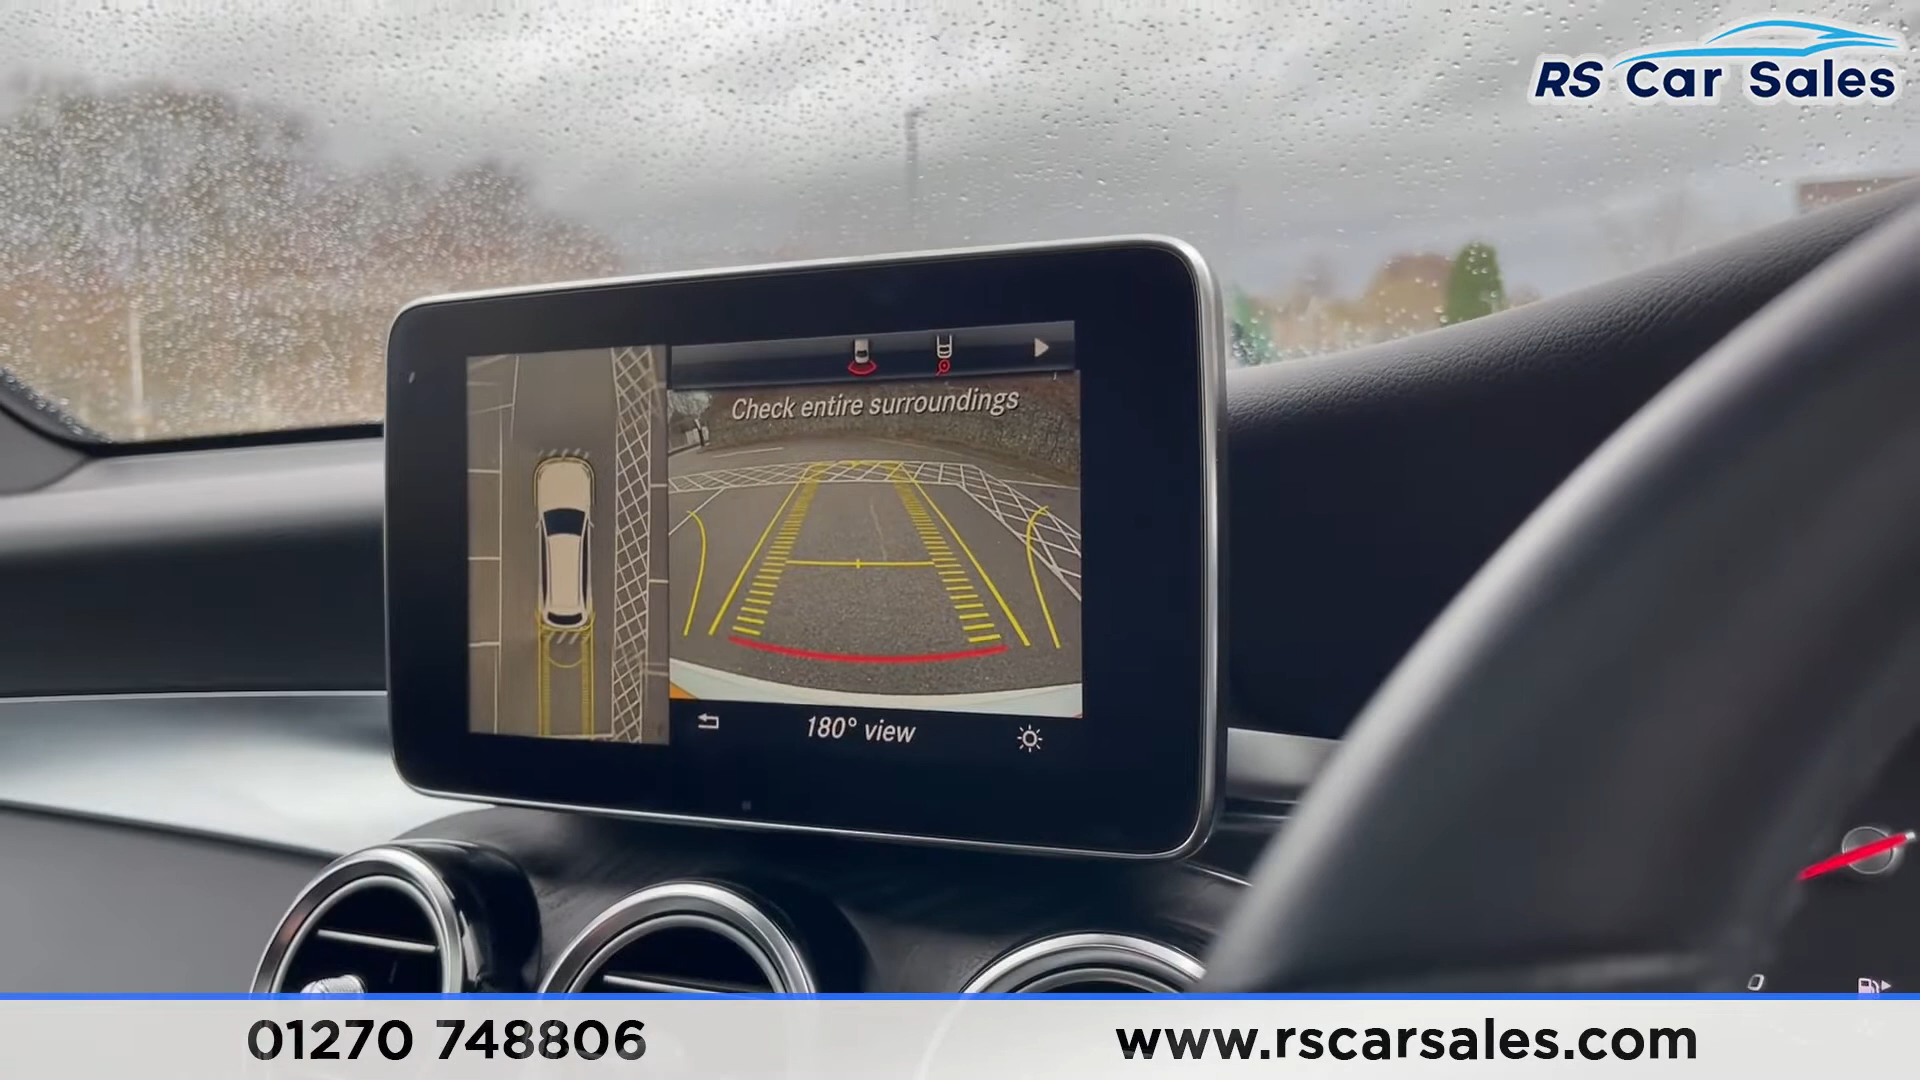 RS Car Sales
Check entire surroundings
180° view
01270 748806
www.rscarsales.com